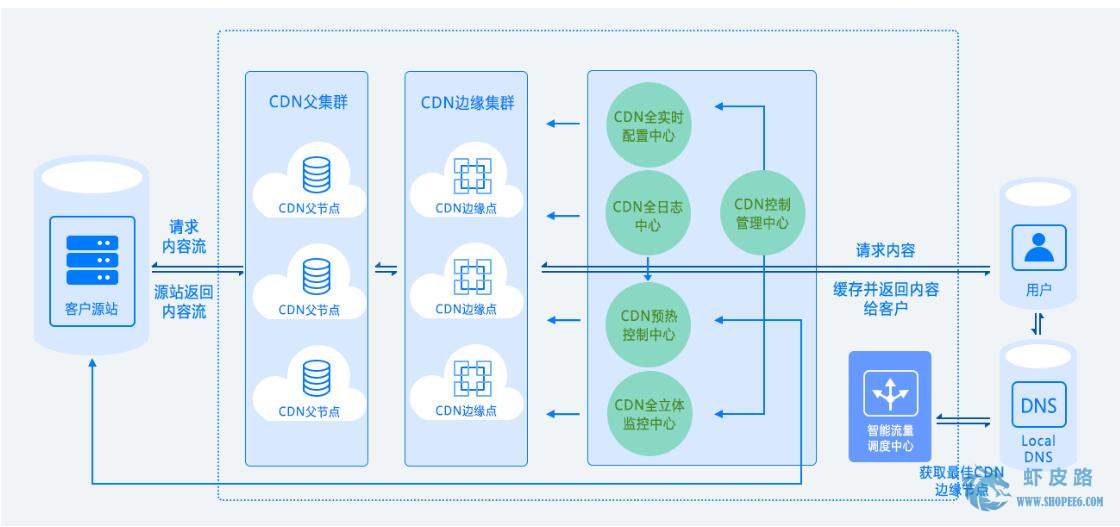 CDN父集群
CDN父节点
CDN父节点
CDN父节点
CDN边缘集群
CDN边缘点
CDN边缘点
CDN边缘点
CDN全实时
配置中心
CDN全日志
中心
CDN预热
控制中心
CDN全立体
监控中心
CDN控制
管理中心
客户源站
请求
内容流
源站返回
内容流
请求内容
缓存并返回内容
给客户
用户
智能流量
调度中心
DNS
Local
DNS
获取最佳CDN
边缘节点
虾皮路
WWW.SHOPEE6.COM